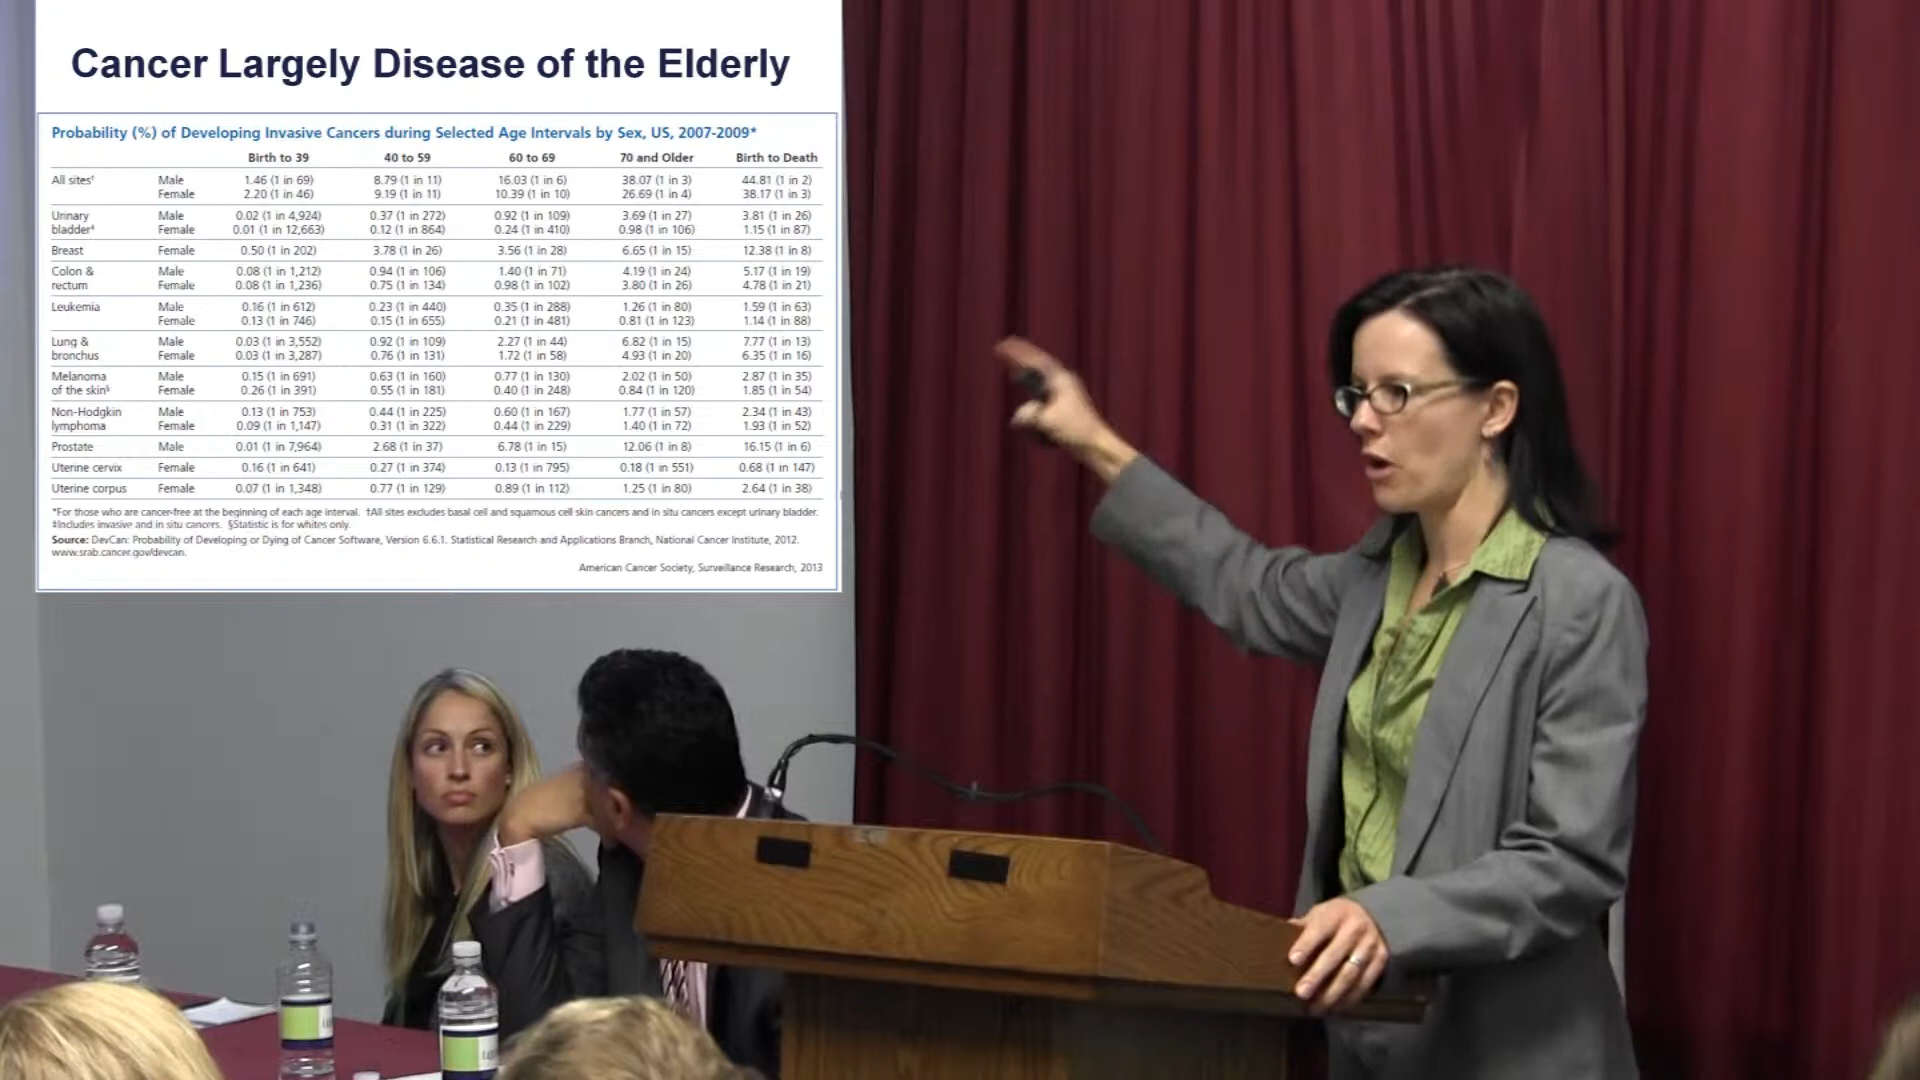 Cancer Largely Disease of the Elderly
Probability (%) of Developing Invasive Cancers during Selected Age Intervals by Sex, US, 2007-2009*
Birth to 39 40 to 59 60 to 69 70 and Older Birth to Death
All sites† Male 1.46 (1 in 69) 8.79 (1 in 11) 16.03 (1 in 6) 38.07 (1 in 3) 44.81 (1 in 2)
Female 2.20 (1 in 46) 9.19 (1 in 11) 10.39 (1 in 10) 26.69 (1 in 4) 38.17 (1 in 3)
Urinary Male 0.02 (1 in 4,924) 0.37 (1 in 272) 0.92 (1 in 109) 3.69 (1 in 27) 3.81 (1 in 26)
bladder‡ Female 0.01 (1 in 12,663) 0.12 (1 in 864) 0.24 (1 in 410) 0.98 (1 in 106) 1.15 (1 in 87)
Breast Female 0.50 (1 in 202) 3.78 (1 in 26) 3.56 (1 in 28) 6.65 (1 in 15) 12.38 (1 in 8)
Colon & Male 0.08 (1 in 1,212) 0.94 (1 in 106) 1.40 (1 in 71) 4.19 (1 in 24) 5.17 (1 in 19)
rectum Female 0.08 (1 in 1,236) 0.75 (1 in 134) 0.98 (1 in 102) 3.80 (1 in 26) 4.78 (1 in 21)
Leukemia Male 0.16 (1 in 612) 0.23 (1 in 440) 0.35 (1 in 288) 1.26 (1 in 80) 1.59 (1 in 63)
Female 0.13 (1 in 746) 0.15 (1 in 655) 0.21 (1 in 481) 0.81 (1 in 123) 1.14 (1 in 88)
Lung & Male 0.03 (1 in 3,552) 0.92 (1 in 109) 2.27 (1 in 44) 6.82 (1 in 15) 7.77 (1 in 13)
bronchus Female 0.03 (1 in 3,287) 0.76 (1 in 131) 1.72 (1 in 58) 4.93 (1 in 20) 6.35 (1 in 16)
Melanoma Male 0.15 (1 in 691) 0.63 (1 in 160) 0.77 (1 in 130) 2.02 (1 in 50) 2.87 (1 in 35)
of the skin§ Female 0.26 (1 in 391) 0.55 (1 in 181) 0.40 (1 in 248) 0.84 (1 in 120) 1.85 (1 in 54)
Non-Hodgkin Male 0.13 (1 in 753) 0.44 (1 in 225) 0.60 (1 in 167) 1.77 (1 in 57) 2.34 (1 in 43)
lymphoma Female 0.09 (1 in 1,147) 0.31 (1 in 322) 0.44 (1 in 229) 1.40 (1 in 72) 1.93 (1 in 52)
Prostate Male 0.01 (1 in 7,964) 2.68 (1 in 37) 6.78 (1 in 15) 12.06 (1 in 8) 16.15 (1 in 6)
Uterine cervix Female 0.16 (1 in 641) 0.27 (1 in 374) 0.13 (1 in 795) 0.18 (1 in 551) 0.68 (1 in 147)
Uterine corpus Female 0.07 (1 in 1,348) 0.77 (1 in 129) 0.89 (1 in 112) 1.25 (1 in 80) 2.64 (1 in 38)
*For those who are cancer-free at the beginning of each age interval. †All sites excludes basal cell and squamous cell skin cancers and in situ cancers except urinary bladder.
‡Includes invasive and in situ cancers. §Statistic is for whites only.
Source: DevCan: Probability of Developing or Dying of Cancer Software, Version 6.6.1. Statistical Research and Applications Branch, National Cancer Institute, 2012.
www.srab.cancer.gov/devcan.
American Cancer Society, Surveillance Research, 2013